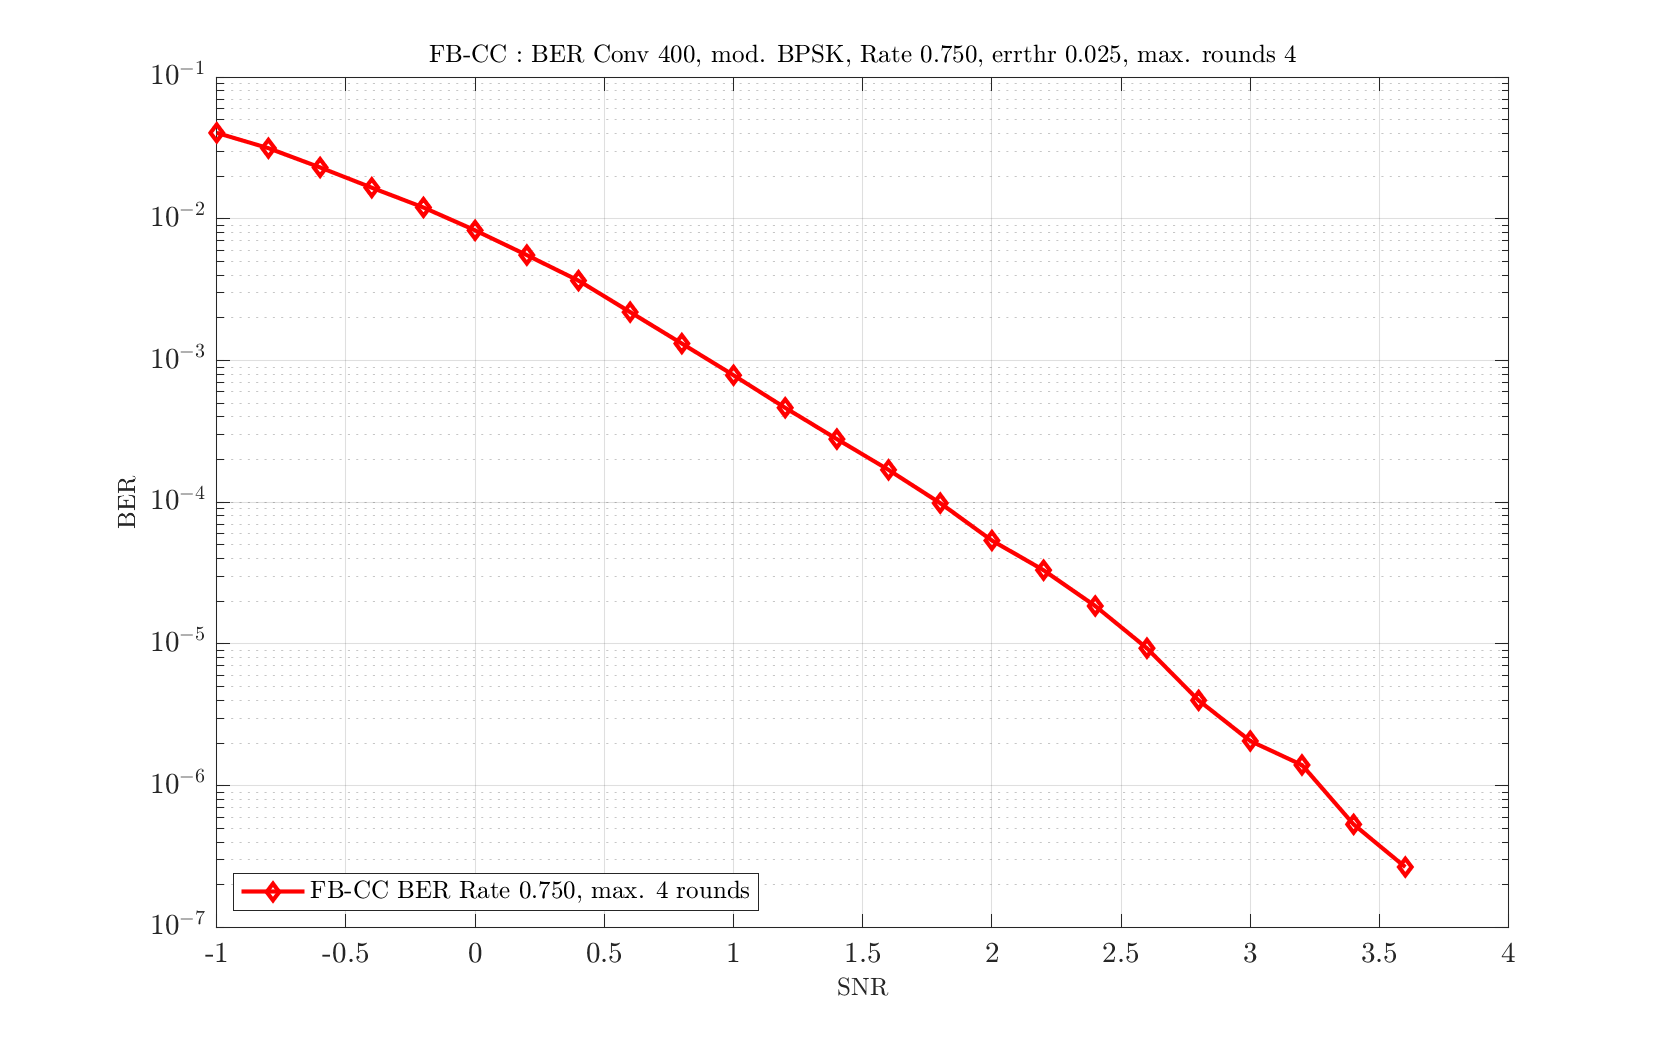 FB-CC : BER Conv 400, mod. BPSK, Rate 0.750, errthr 0.025, max. rounds 4
10^{-1}
10^{-2}
10^{-3}
10^{-4}
10^{-5}
10^{-6}
10^{-7}
BER
FB-CC BER Rate 0.750, max. 4 rounds
-1 -0.5 0 0.5 1 1.5 2 2.5 3 3.5 4
SNR